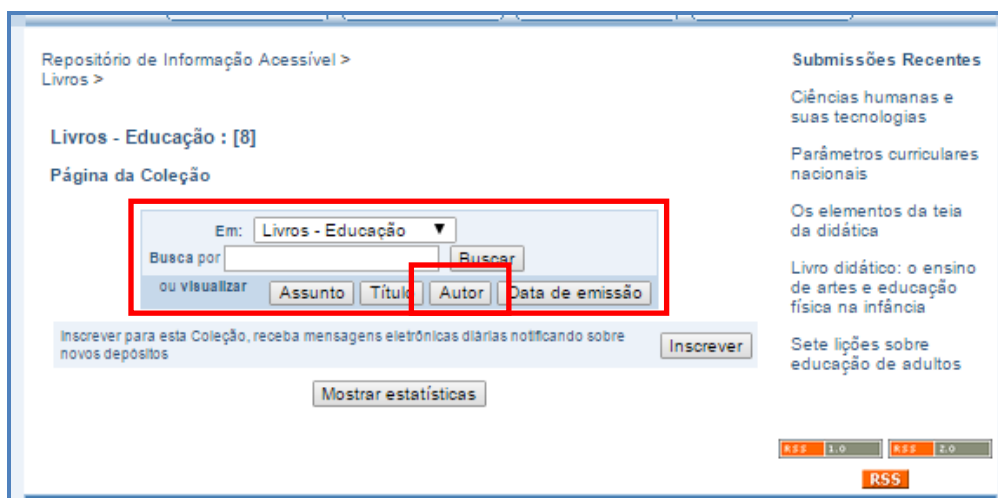 Repositório de Informação Acessível >
Livros >
Livros - Educação : [8]
Página da Coleção
Em: Livros - Educação ▼
Busca por Buscar
ou visualizar Assunto Título Autor Data de emissão
Inscrever para esta Coleção, receba mensagens eletrônicas diárias notificando sobre
novos depósitos
Inscrever
Mostrar estatísticas
Submissões Recentes
Ciências humanas e
suas tecnologias
Parâmetros curriculares
nacionais
Os elementos da teia
da didática
Livro didático: o ensino
de artes e educação
física na infância
Sete lições sobre
educação de adultos
RSS 1.0 RSS 2.0
RSS